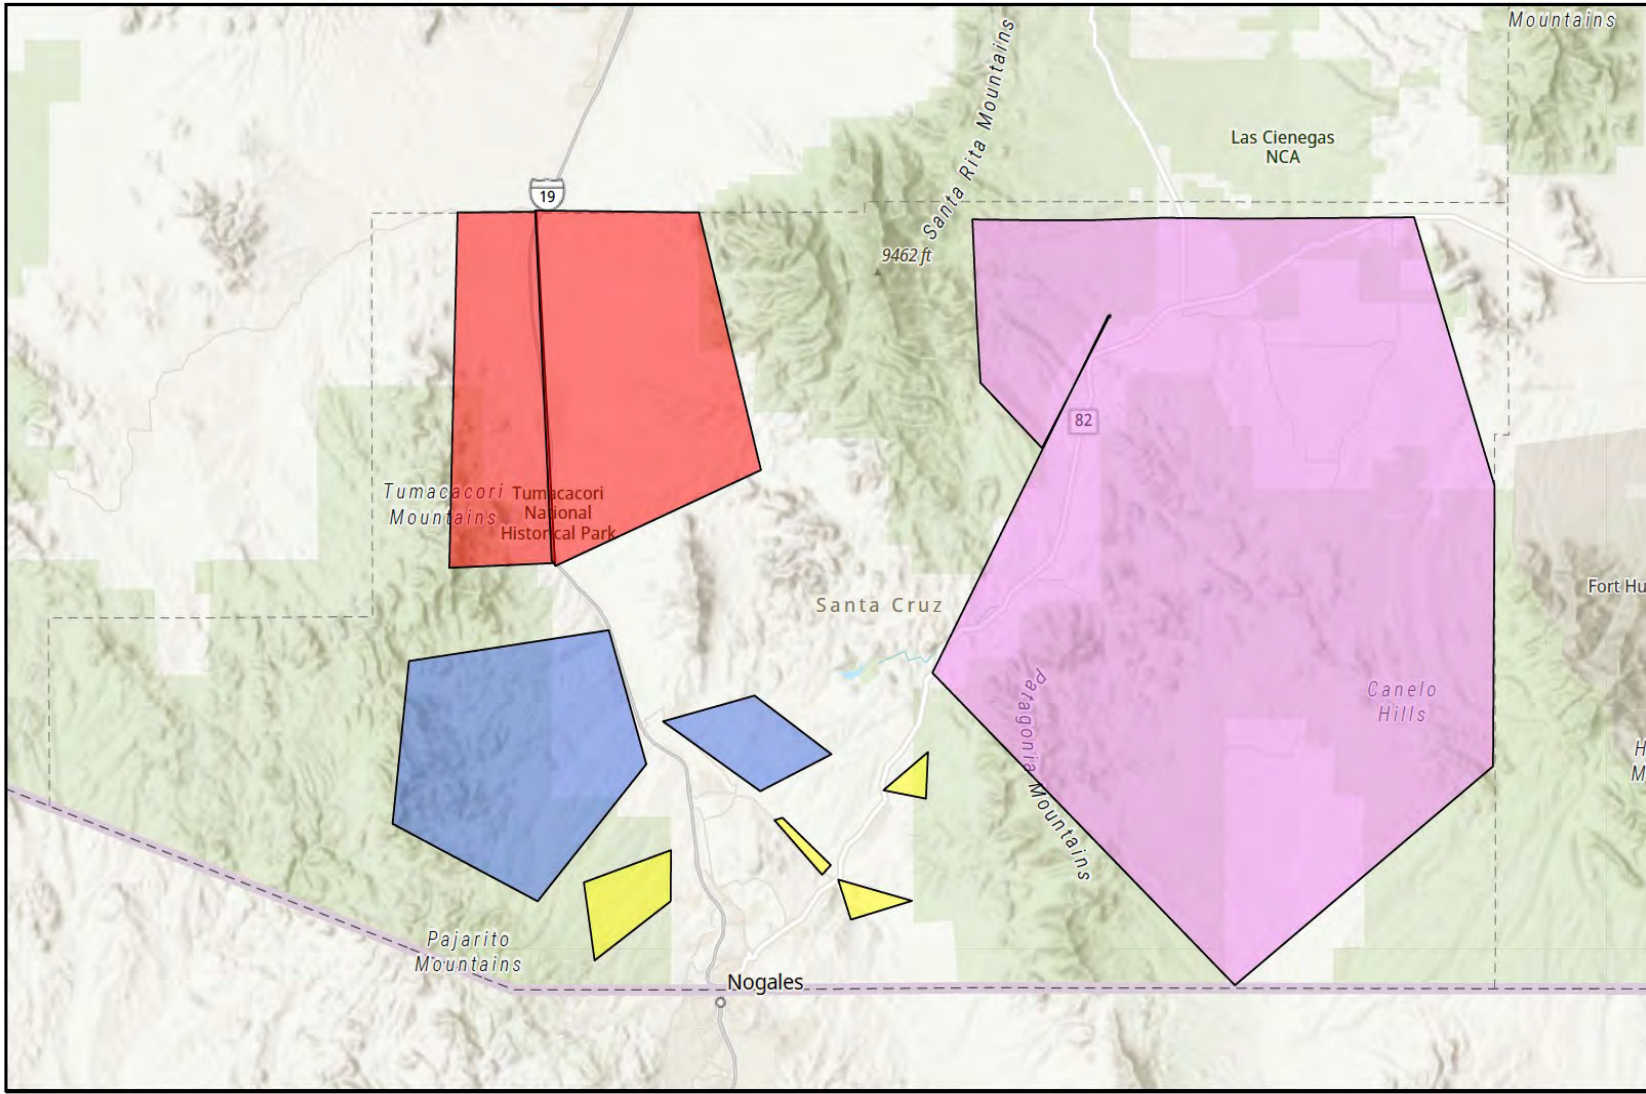 Mountains
Santa Rita Mountains
Las Cienegas
NCA
19
9462 ft
82
Tumacacori
Mountains
Tumacacori
National
Historical Park
Fort Hu
Santa Cruz
Patagonia Mountains
Canelo
Hills
H
M
Pajarito
Mountains
Nogales